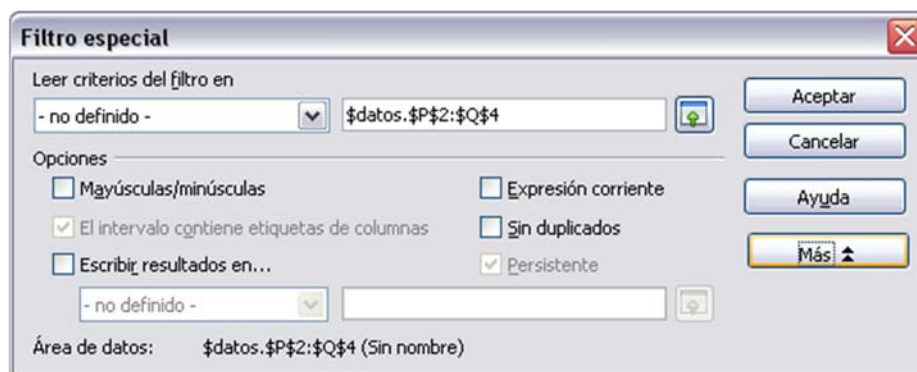 Filtro especial
Leer criterios del filtro en
- no definido -
$datos.$P$2:$Q$4
Aceptar
Cancelar
Opciones
Mayúsculas/minúsculas
Expresión corriente
Ayuda
El intervalo contiene etiquetas de columnas
Sin duplicados
Más
Escribir resultados en...
Persistente
- no definido -
Área de datos: $datos.$P$2:$Q$4 (Sin nombre)